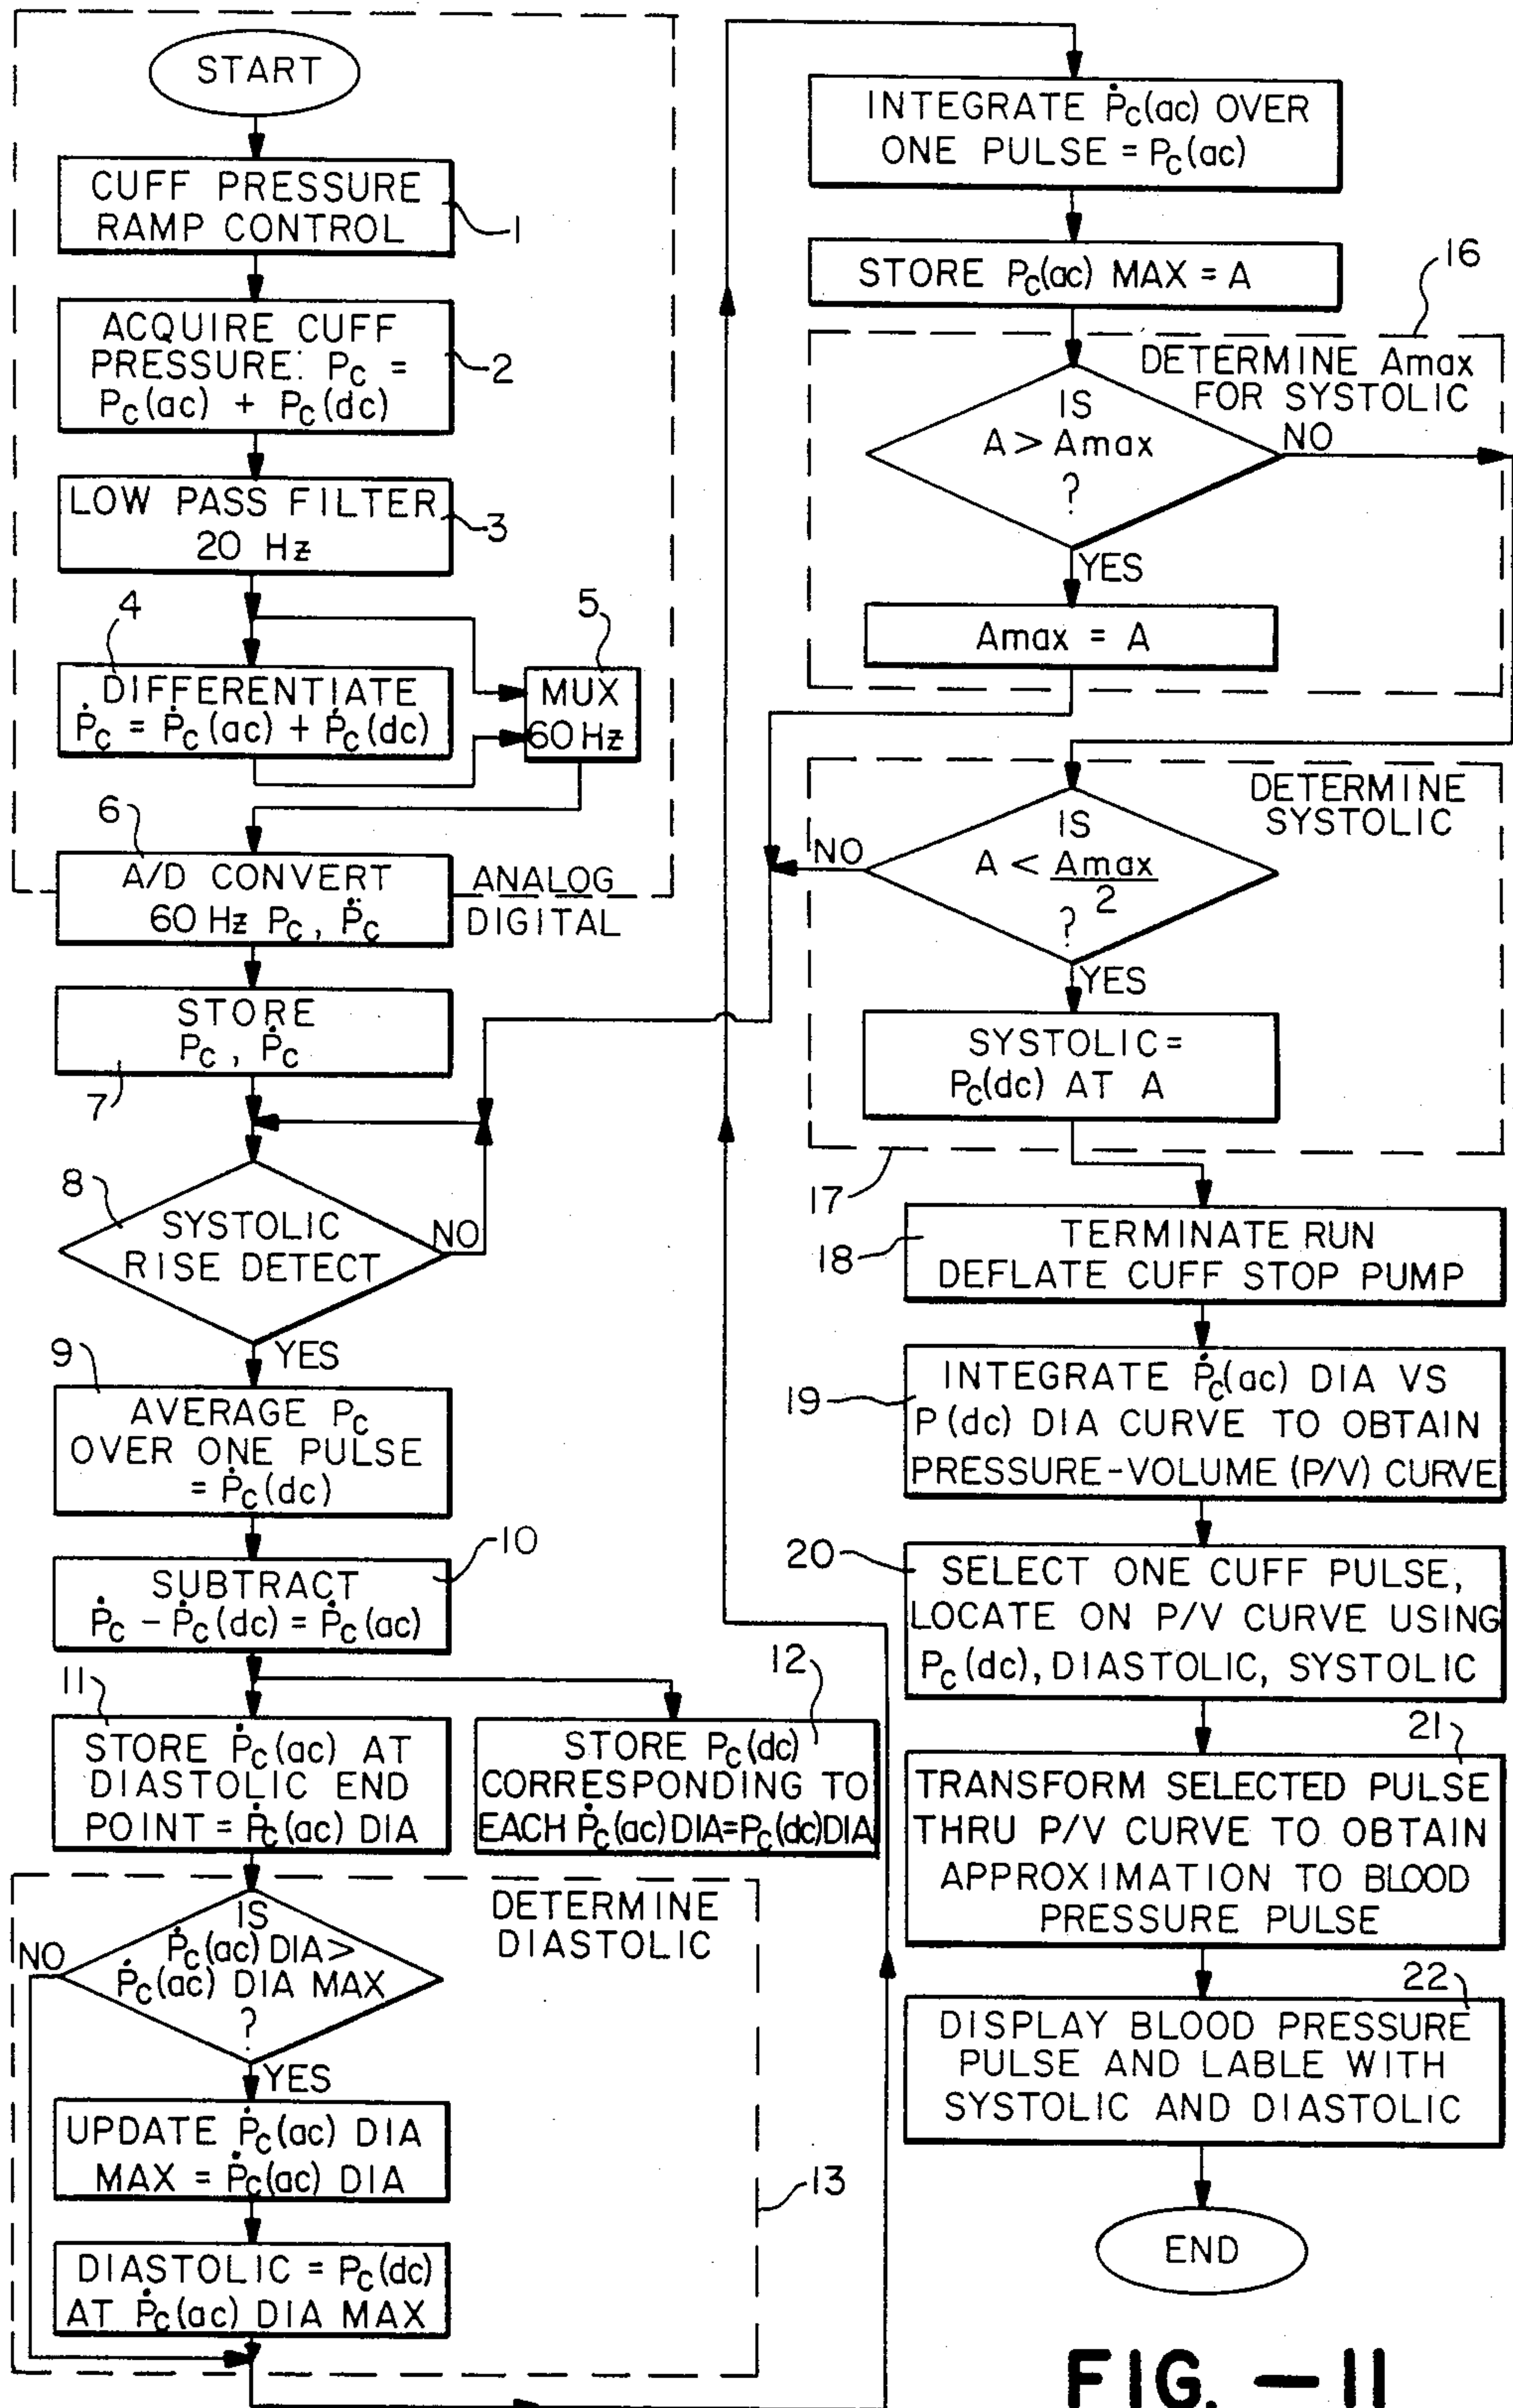 START
CUFF PRESSURE
RAMP CONTROL
1
ACQUIRE CUFF
PRESSURE: Pc =
Pc(ac) + Pc(dc)
2
LOW PASS FILTER
20 Hz
3
4
DIFFERENTIATE
Ṗc = Ṗc(ac) + Ṗc(dc)
5
MUX
60 Hz
6
A/D CONVERT
60 Hz Pc, P̈c
ANALOG
DIGITAL
STORE
Pc, Ṗc
7
8
SYSTOLIC
RISE DETECT
NO
YES
9
AVERAGE Pc
OVER ONE PULSE
= Ṗc(dc)
10
SUBTRACT
Ṗc – Ṗc(dc) = Ṗc(ac)
11
STORE Ṗc(ac) AT
DIASTOLIC END
POINT = Ṗc(ac) DIA
12
STORE Pc(dc)
CORRESPONDING TO
EACH Ṗc(ac) DIA=Pc(dc)DIA
DETERMINE
DIASTOLIC
IS
Ṗc(ac) DIA>
Ṗc(ac) DIA MAX
?
NO
YES
UPDATE Ṗc(ac) DIA
MAX = Ṗc(ac) DIA
13
DIASTOLIC = Pc(dc)
AT Ṗc(ac) DIA MAX
INTEGRATE Ṗc(ac) OVER
ONE PULSE = Pc(ac)
STORE Pc(ac) MAX = A
16
DETERMINE Amax
FOR SYSTOLIC
IS
A > Amax
?
NO
YES
Amax = A
DETERMINE
SYSTOLIC
IS
A < Amax
2
?
NO
YES
SYSTOLIC=
Pc(dc) AT A
17
18
TERMINATE RUN
DEFLATE CUFF STOP PUMP
19
INTEGRATE Ṗc(ac) DIA VS
P(dc) DIA CURVE TO OBTAIN
PRESSURE-VOLUME (P/V) CURVE
20
SELECT ONE CUFF PULSE,
LOCATE ON P/V CURVE USING
Pc(dc), DIASTOLIC, SYSTOLIC
21
TRANSFORM SELECTED PULSE
THRU P/V CURVE TO OBTAIN
APPROXIMATION TO BLOOD
PRESSURE PULSE
22
DISPLAY BLOOD PRESSURE
PULSE AND LABLE WITH
SYSTOLIC AND DIASTOLIC
END
FIG. —11